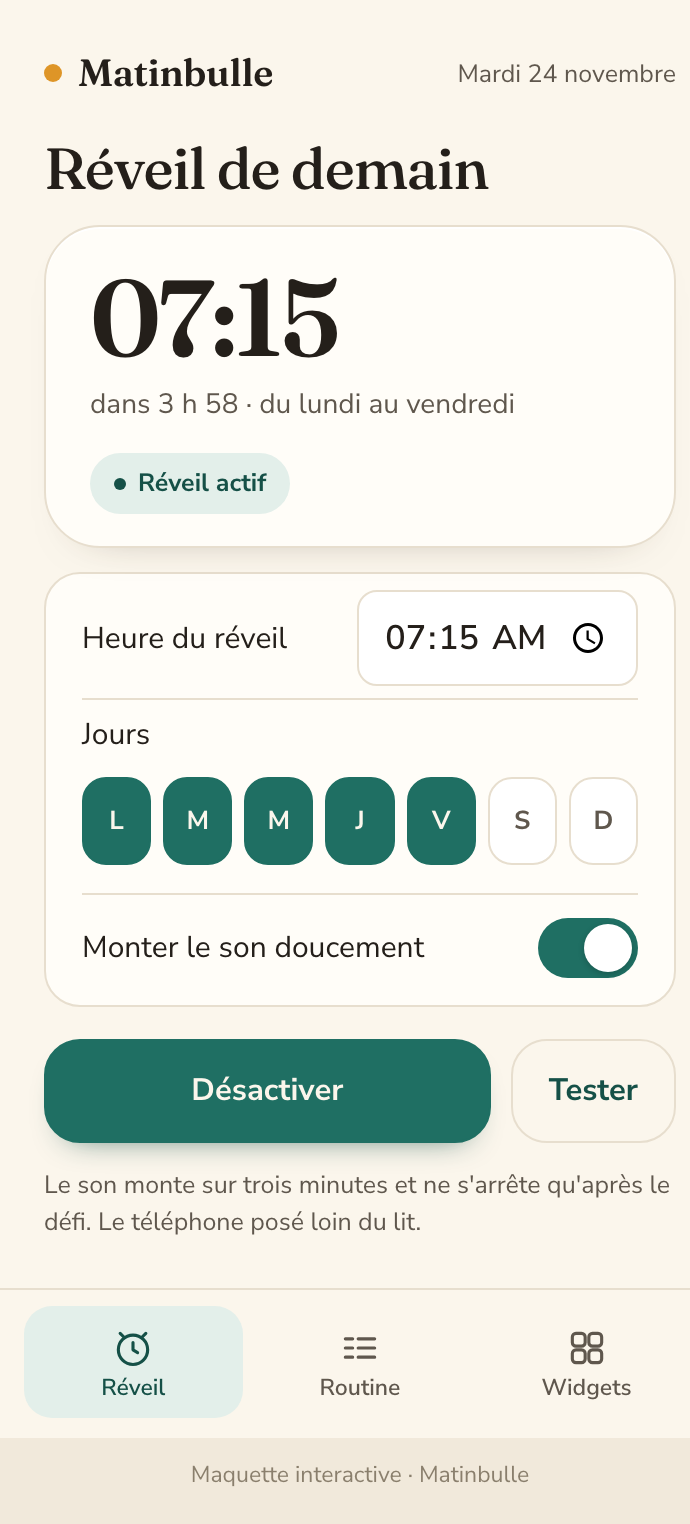 Matinbulle
Mardi 24 novembre
Réveil de demain
07:15
dans 3 h 58 · du lundi au vendredi
Réveil actif
Heure du réveil
07:15 AM
Jours
L M M J V S D
Monter le son doucement
Désactiver
Tester
Le son monte sur trois minutes et ne s'arrête qu'après le
défi. Le téléphone posé loin du lit.
Réveil
Routine
Widgets
Maquette interactive · Matinbulle